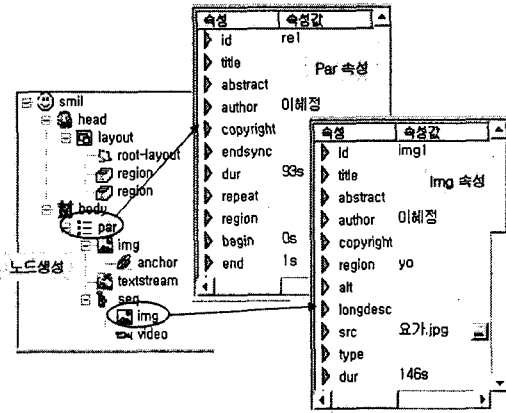 smil
head
layout
root-layout
region
region
body
par
img
anchor
textstream
seq
img
video
노드생성
속성 속성값
id re1
title
abstract
author 이혜정
copyright
endsync
dur 93s
repeat
region
begin 0s
end 1s
Par 속성
속성 속성값
id img1
title
abstract
author 이혜정
copyright
region yo
alt
longdesc
src 요가.jpg
type
dur 146s
Img 속성